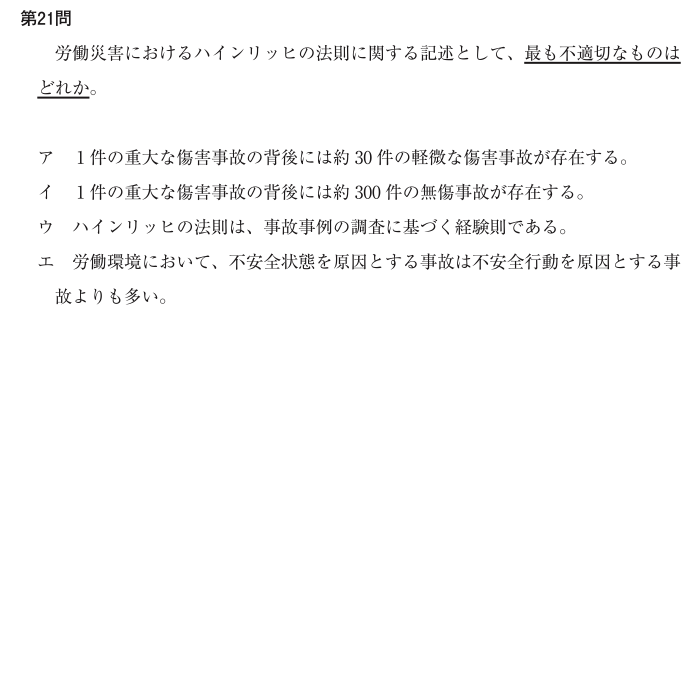 第21問
労働災害におけるハインリッヒの法則に関する記述として、最も不適切なものは
どれか。
ア　１件の重大な傷害事故の背後には約 30 件の軽微な傷害事故が存在する。
イ　１件の重大な傷害事故の背後には約 300 件の無傷事故が存在する。
ウ　ハインリッヒの法則は、事故事例の調査に基づく経験則である。
エ　労働環境において、不安全状態を原因とする事故は不安全行動を原因とする事
故よりも多い。